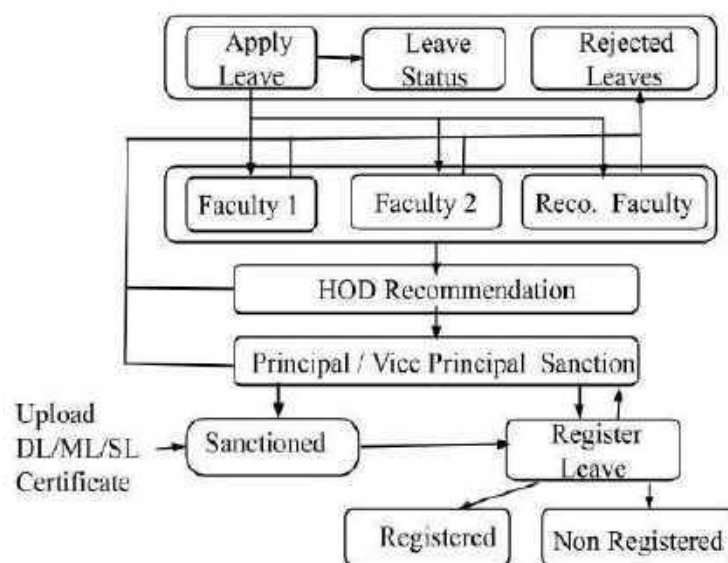 Apply
Leave
Leave
Status
Rejected
Leaves
Faculty 1
Faculty 2
Reco. Faculty
HOD Recommendation
Principal / Vice Principal Sanction
Upload
DL/ML/SL
Certificate
Sanctioned
Register
Leave
Registered
Non Registered